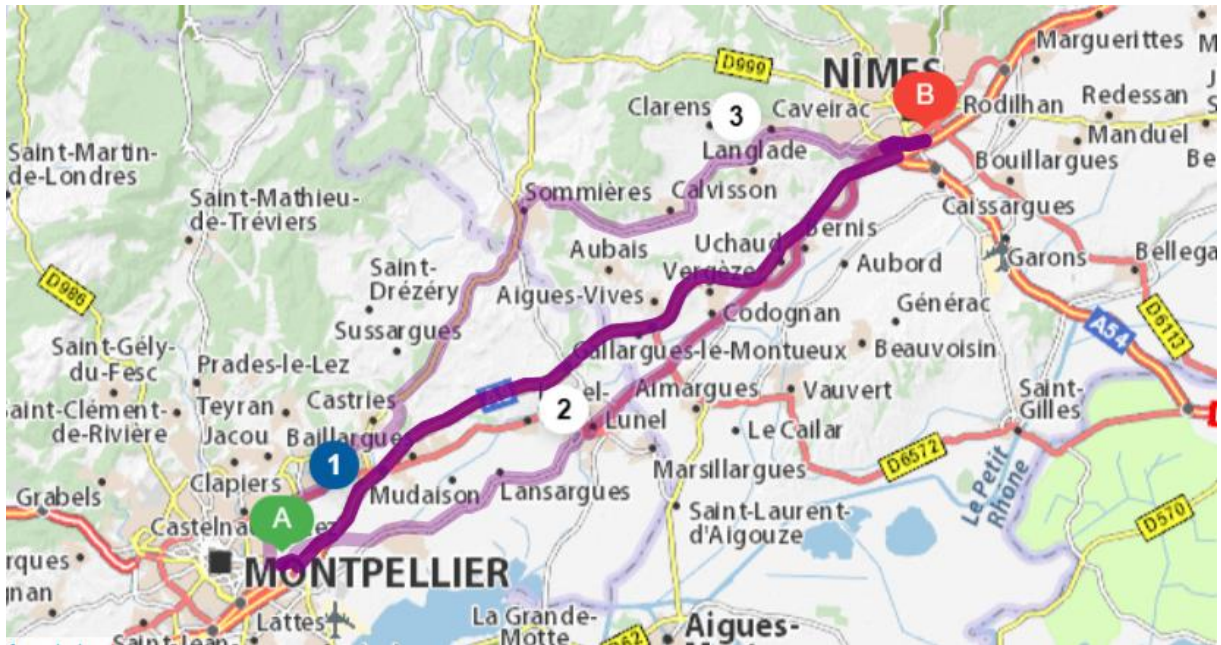 Marguerittes
D999
NÎMES
B
Clarens
3
Caveirac
Rodilhan
Redessan
Manduel
Saint-Martin-
de-Londres
Langlade
Bouillargues
Saint-Mathieu-
de-Tréviers
Sommières
Calvisson
Caissargues
Bernis
Uchaud
Aubais
Garons
Saint-
Drézéry
Vergèze
Aubord
D986
Aigues-Vives
Générac
Codognan
D6113
Sussargues
A54
Gallargues-le-Montueux
Beauvoisin
Saint-Gély-
du-Fesc
Prades-le-Lez
Aimargues
Vauvert
Saint-
Gilles
Castries
2
Teyran
Lunel
Le Cailar
de-Rivière
Jacou
Baillargues
1
Marsillargues
D6572
Clapiers
Mudaison
Lansargues
Le Petit
Rhône
Grabels
A
Saint-Laurent-
d'Aigouze
D570
MONTPELLIER
Lattes
La Grande-
Motte
Aigues-